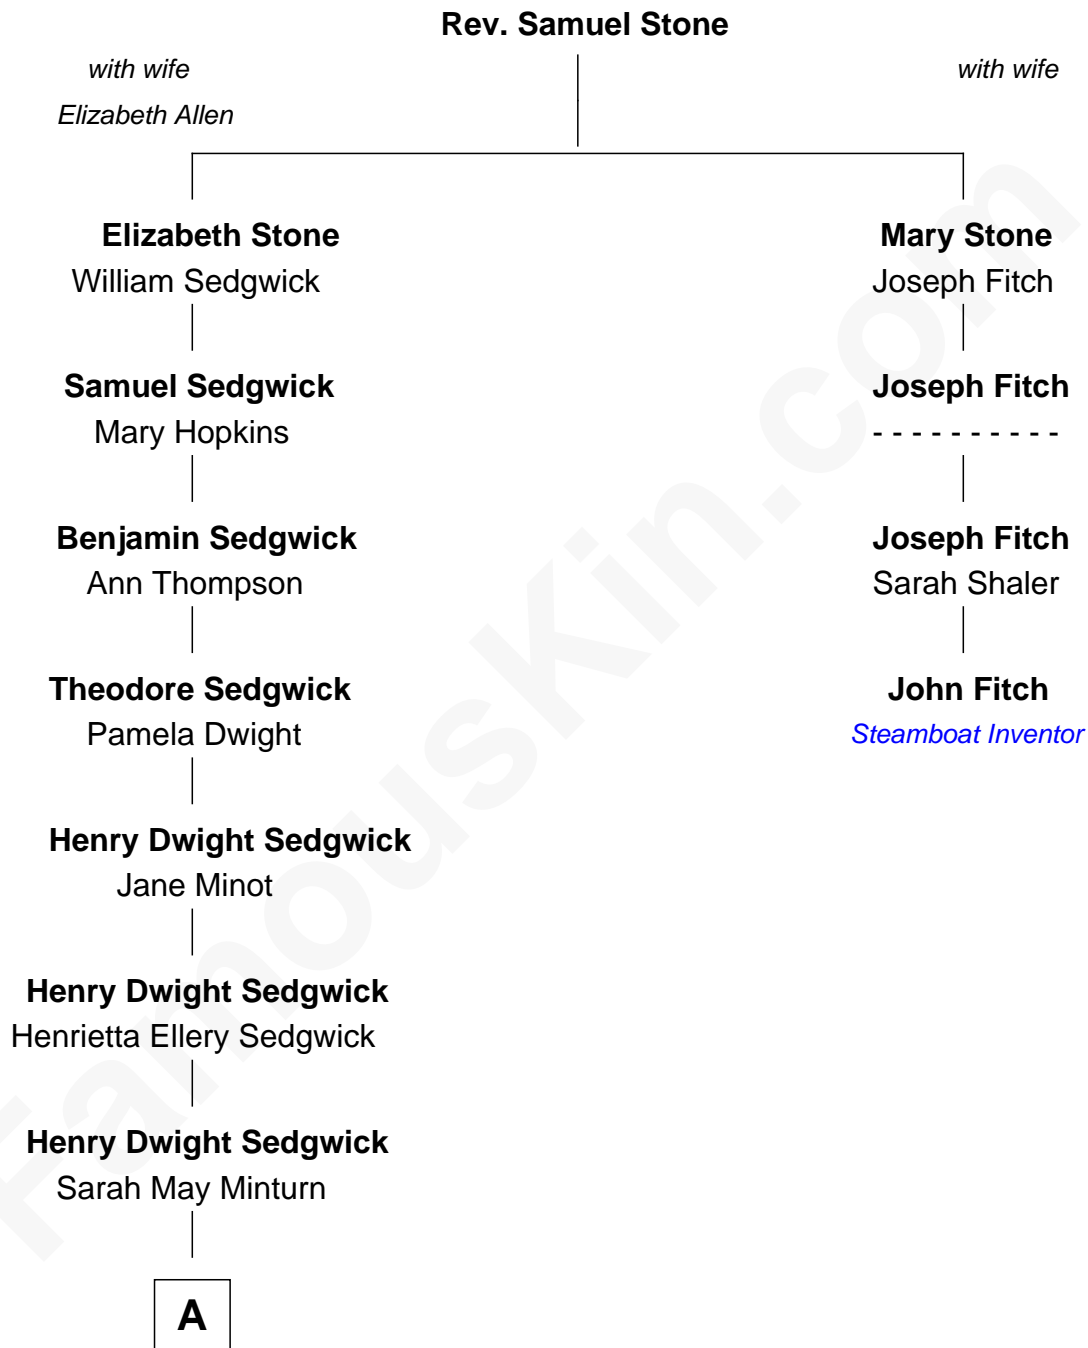 Rev. Samuel Stone
with wife
with wife
Elizabeth Allen
Elizabeth Stone
William Sedgwick
Mary Stone
Joseph Fitch
Samuel Sedgwick
Mary Hopkins
Joseph Fitch
- - - - - - - - - -
Benjamin Sedgwick
Ann Thompson
Joseph Fitch
Sarah Shaler
Theodore Sedgwick
Pamela Dwight
John Fitch
Steamboat Inventor
Henry Dwight Sedgwick
Jane Minot
Henry Dwight Sedgwick
Henrietta Ellery Sedgwick
Henry Dwight Sedgwick
Sarah May Minturn
A
FamousKin.com